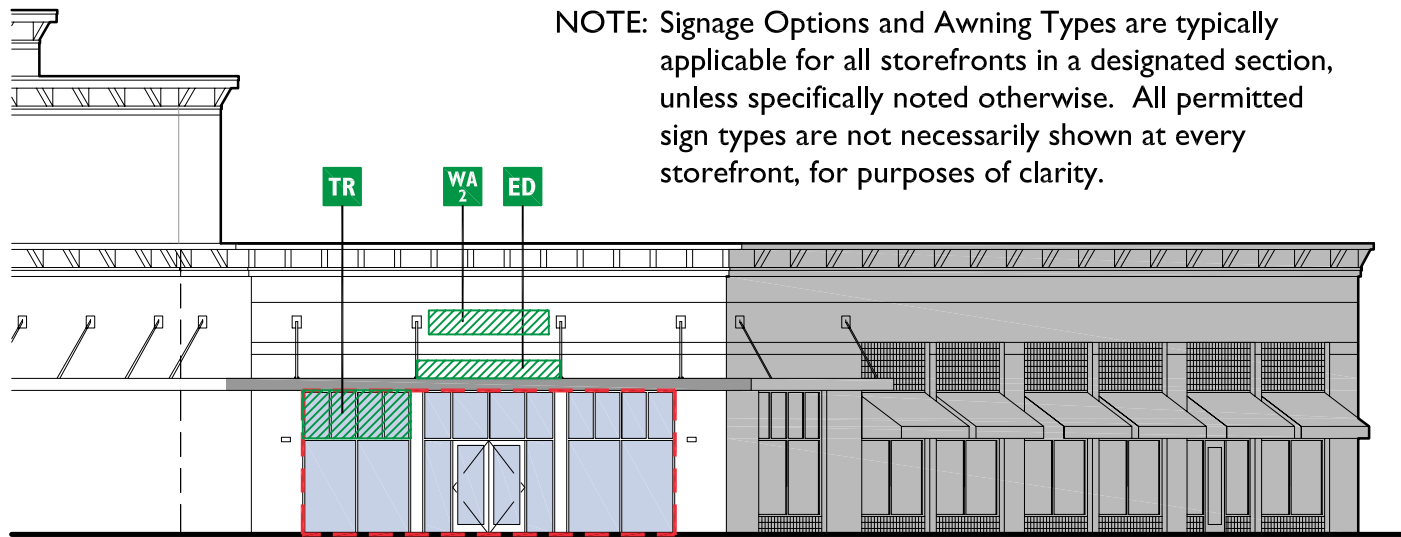 NOTE: Signage Options and Awning Types are typically
applicable for all storefronts in a designated section,
unless specifically noted otherwise. All permitted
sign types are not necessarily shown at every
storefront, for purposes of clarity.
TR
WA
2
ED